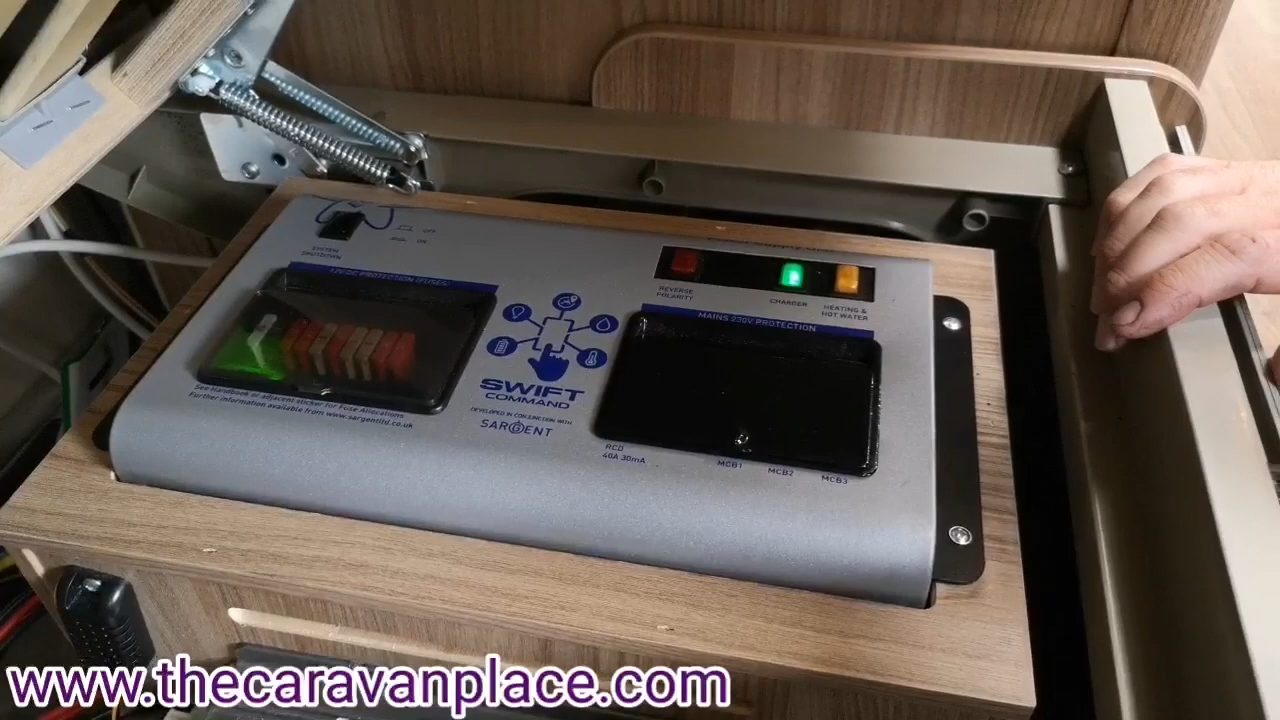 OFF
ON
SYSTEM
SHUTDOWN
12V DC PROTECTION (FUSES)
REVERSE
POLARITY
CHARGER
HEATING &
HOT WATER
MAINS 230V PROTECTION
SWIFT
COMMAND
DEVELOPED IN CONJUNCTION WITH
SARGENT
See Handbook or adjacent sticker for Fuse Allocations
Further information available from www.sargentltd.co.uk
RCD
40A 30mA
MCB1
MCB2
MCB3
www.thecaravanplace.com